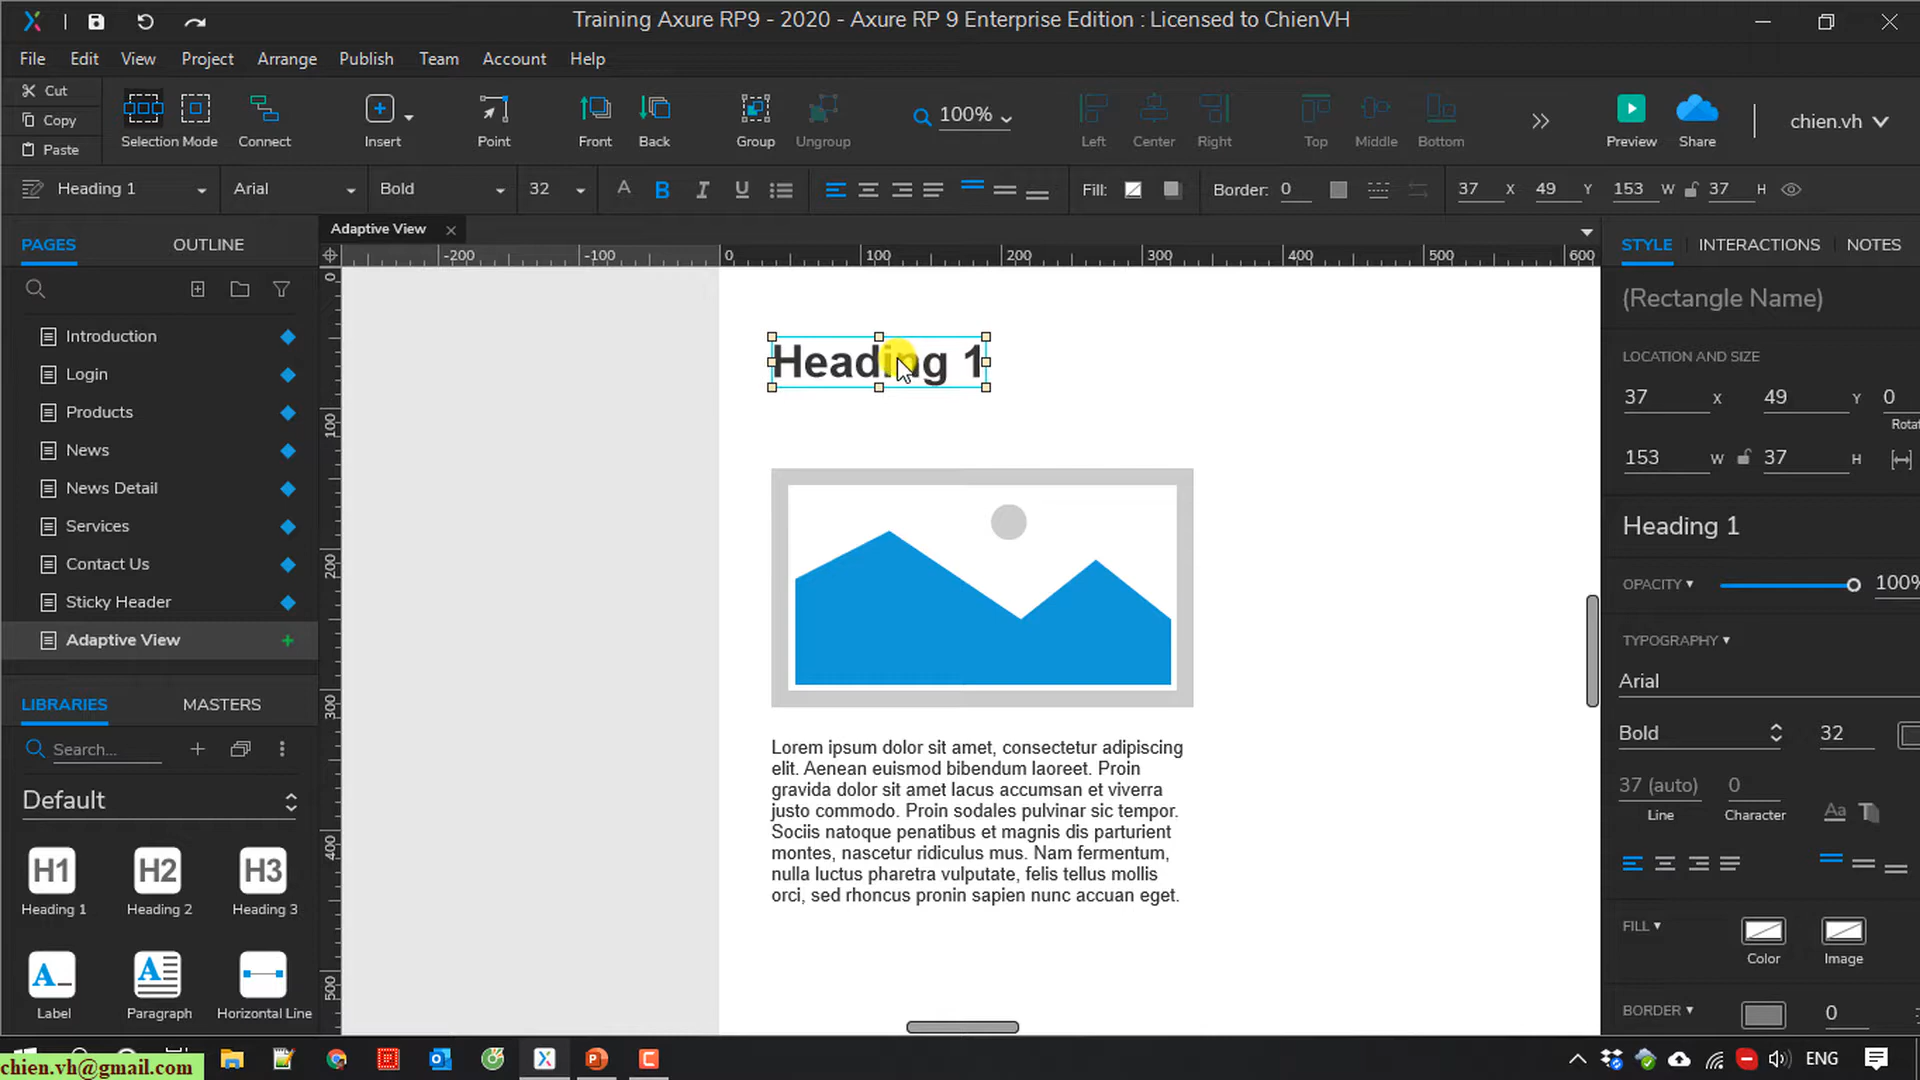 Training Axure RP9 - 2020 - Axure RP 9 Enterprise Edition : Licensed to ChienVH
File Edit View Project Arrange Publish Team Account Help
Cut
Copy
Paste
Selection Mode Connect Insert Point Front Back Group Ungroup 100% Left Center Right Top Middle Bottom Preview Share chien.vh
Heading 1 Arial Bold 32 A B I U Fill: Border: 0 37 X 49 Y 153 W 37 H
PAGES OUTLINE
Introduction
Login
Products
News
News Detail
Services
Contact Us
Sticky Header
Adaptive View
LIBRARIES MASTERS
Search...
Default
H1 H2 H3
Heading 1 Heading 2 Heading 3
A_ A
Label Paragraph Horizontal Line
Adaptive View
-200 -100 0 100 200 300 400 500 600
0
100
200
300
400
500
Heading 1
Lorem ipsum dolor sit amet, consectetur adipiscing
elit. Aenean euismod bibendum laoreet. Proin
gravida dolor sit amet lacus accumsan et viverra
justo commodo. Proin sodales pulvinar sic tempor.
Sociis natoque penatibus et magnis dis parturient
montes, nascetur ridiculus mus. Nam fermentum,
nulla luctus pharetra vulputate, felis tellus mollis
orci, sed rhoncus pronin sapien nunc accuan eget.
STYLE INTERACTIONS NOTES
(Rectangle Name)
LOCATION AND SIZE
37 X 49 Y 0
Rotat
153 W 37 H
Heading 1
OPACITY 100%
TYPOGRAPHY
Arial
Bold 32
37 (auto) 0
Line Character Aa
FILL
Color Image
BORDER 0
chien.vh@gmail.com
ENG